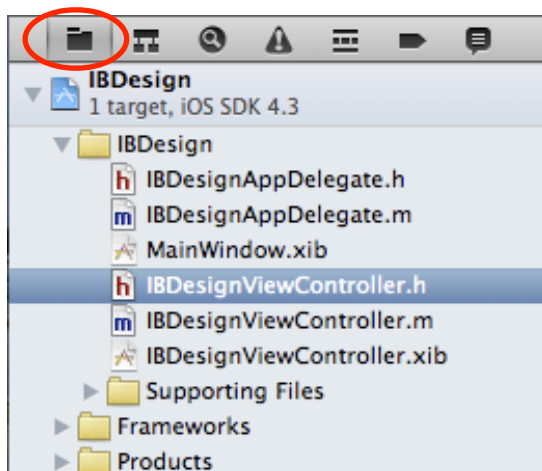 IBDesign
1 target, iOS SDK 4.3
IBDesign
h IBDesignAppDelegate.h
m IBDesignAppDelegate.m
MainWindow.xib
h IBDesignViewController.h
m IBDesignViewController.m
IBDesignViewController.xib
Supporting Files
Frameworks
Products